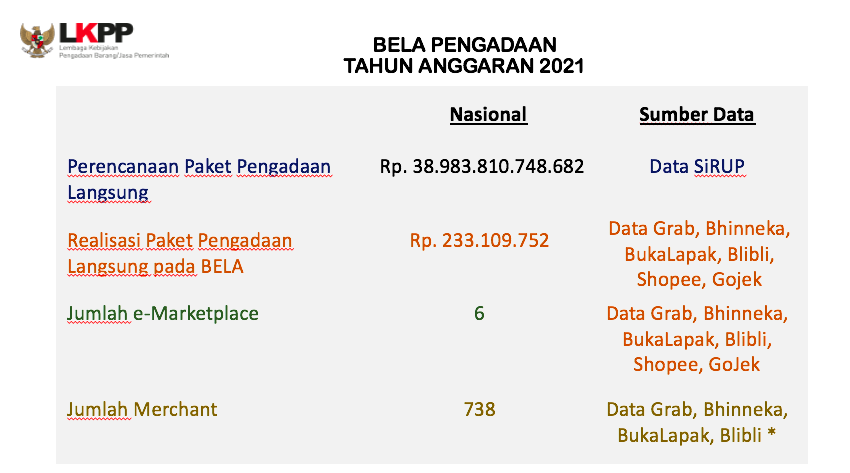 LKPP
Lembaga Kebijakan
Pengadaan Barang/Jasa Pemerintah
BELA PENGADAAN
TAHUN ANGGARAN 2021
Nasional Sumber Data
Perencanaan Paket Pengadaan
Langsung
Rp. 38.983.810.748.682
Data SiRUP
Realisasi Paket Pengadaan
Langsung pada BELA
Rp. 233.109.752
Data Grab, Bhinneka,
BukaLapak, Blibli,
Shopee, Gojek
Jumlah e-Marketplace
6
Data Grab, Bhinneka,
BukaLapak, Blibli,
Shopee, GoJek
Jumlah Merchant
738
Data Grab, Bhinneka,
BukaLapak, Blibli *